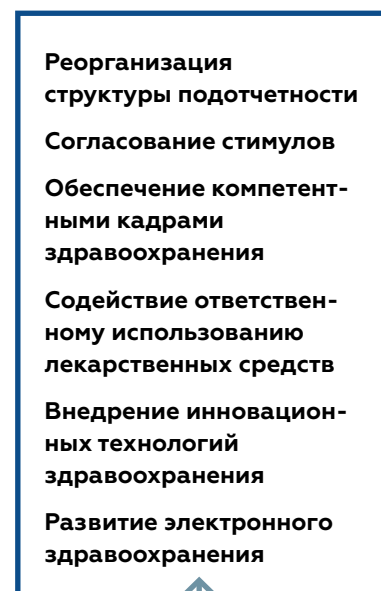 Реорганизация
структуры подотчетности
Согласование стимулов
Обеспечение компетент-
ными кадрами
здравоохранения
Содействие ответствен-
ному использованию
лекарственных средств
Внедрение инновацион-
ных технологий
здравоохранения
Развитие электронного
здравоохранения